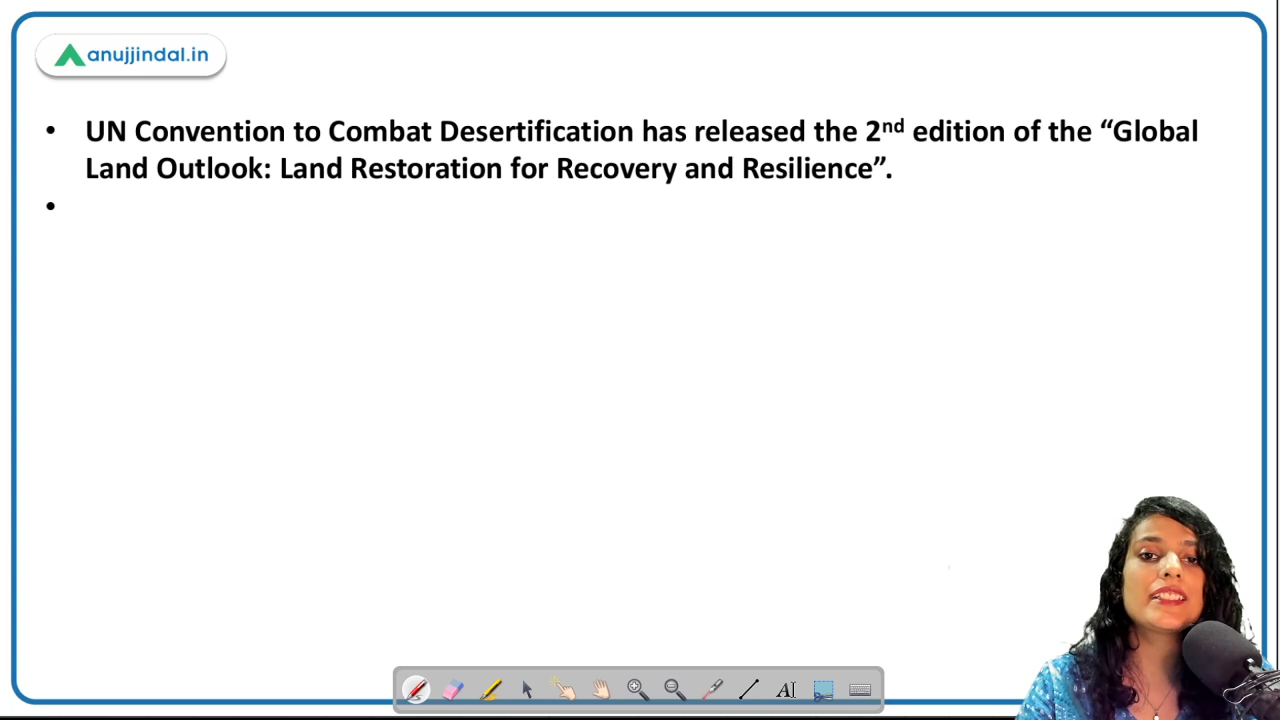 anujjindal.in
• UN Convention to Combat Desertification has released the 2nd edition of the “Global
Land Outlook: Land Restoration for Recovery and Resilience”.
•
AI